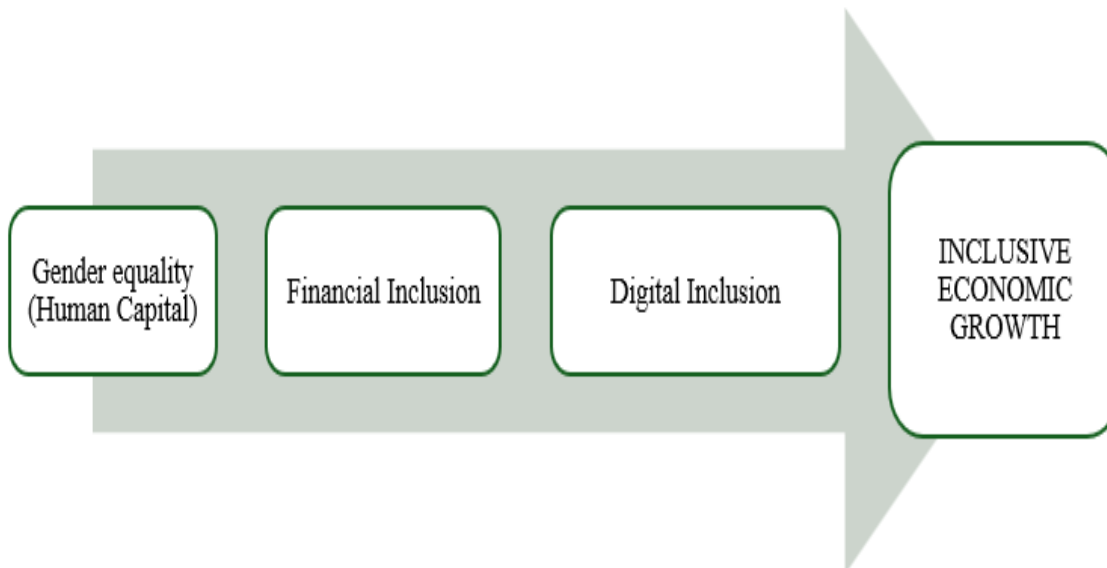 Gender equality
(Human Capital)
Financial Inclusion
Digital Inclusion
INCLUSIVE
ECONOMIC
GROWTH